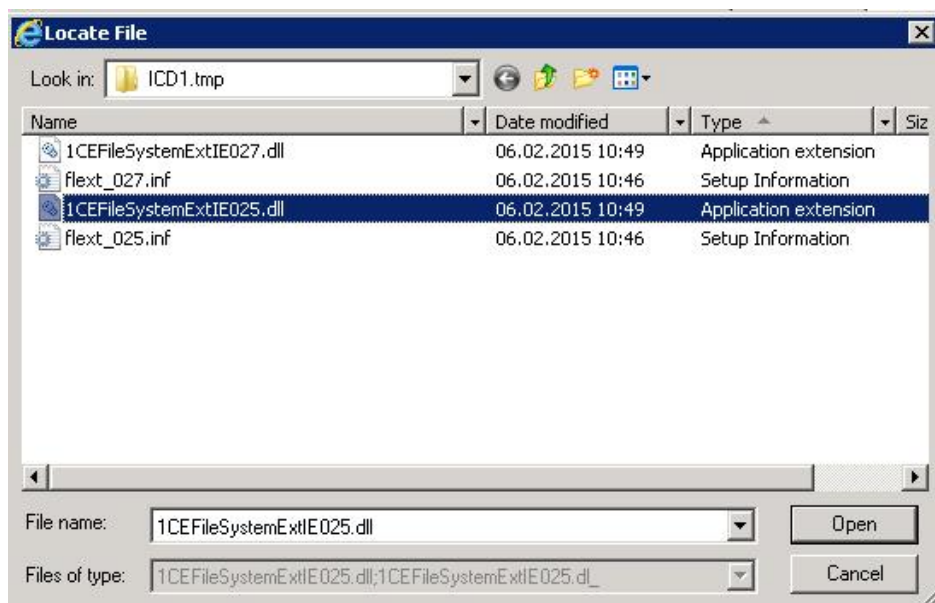 Locate File
Look in: ICD1.tmp
Name Date modified Type Siz
1CEFileSystemExtIE027.dll 06.02.2015 10:49 Application extension
flext_027.inf 06.02.2015 10:46 Setup Information
1CEFileSystemExtIE025.dll 06.02.2015 10:49 Application extension
flext_025.inf 06.02.2015 10:46 Setup Information
File name: 1CEFileSystemExtIE025.dll Open
Files of type: 1CEFileSystemExtIE025.dll;1CEFileSystemExtIE025.dl_ Cancel